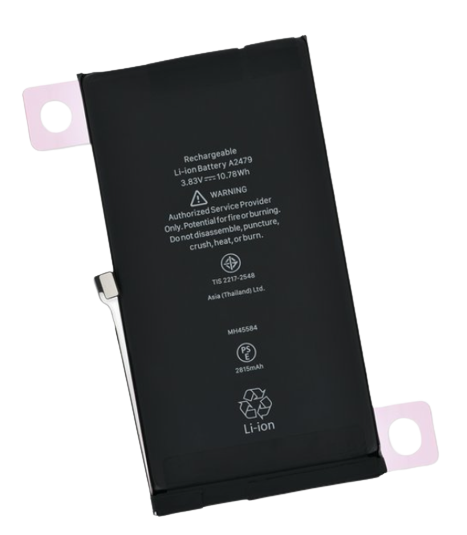 Rechargeable
Li-ion Battery A2479
3.83V⎓10.78Wh
WARNING
Authorized Service Provider
Only. Potential for fire or burning.
Do not disassemble, puncture,
crush, heat, or burn.
TIS 2217-2548
Asia (Thailand) Ltd.
MH45584
PS
E
2815mAh
Li-ion